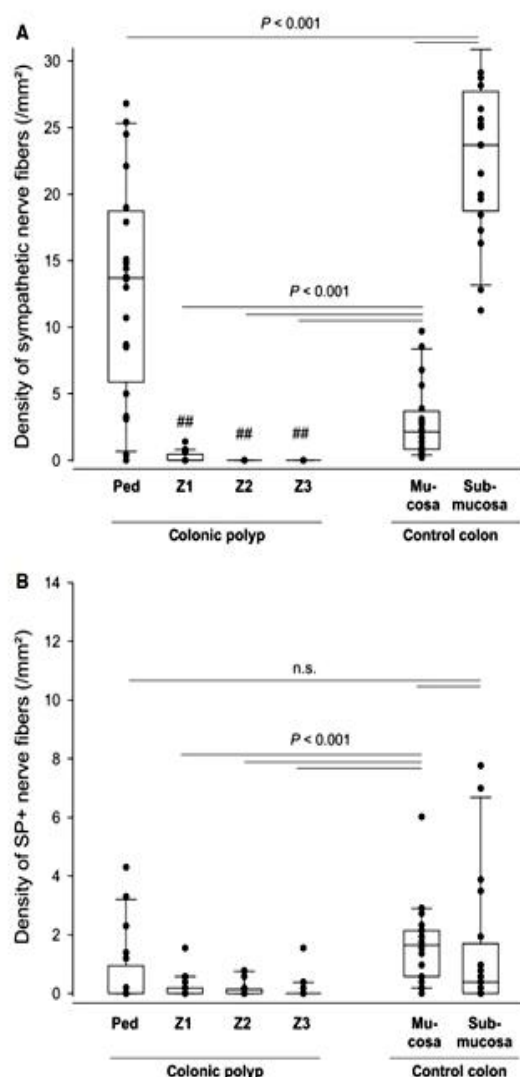 A
P < 0.001
Density of sympathetic nerve fibers (/mm²)
30
25
20
15
10
5
0
P < 0.001
## ## ##
Ped Z1 Z2 Z3 Mu-
cosa Sub-
mucosa
Colonic polyp Control colon
B
Density of SP+ nerve fibers (/mm²)
14
12
10
8
6
4
2
0
n.s.
P < 0.001
Ped Z1 Z2 Z3 Mu-
cosa Sub-
mucosa
Colonic polyp Control colon